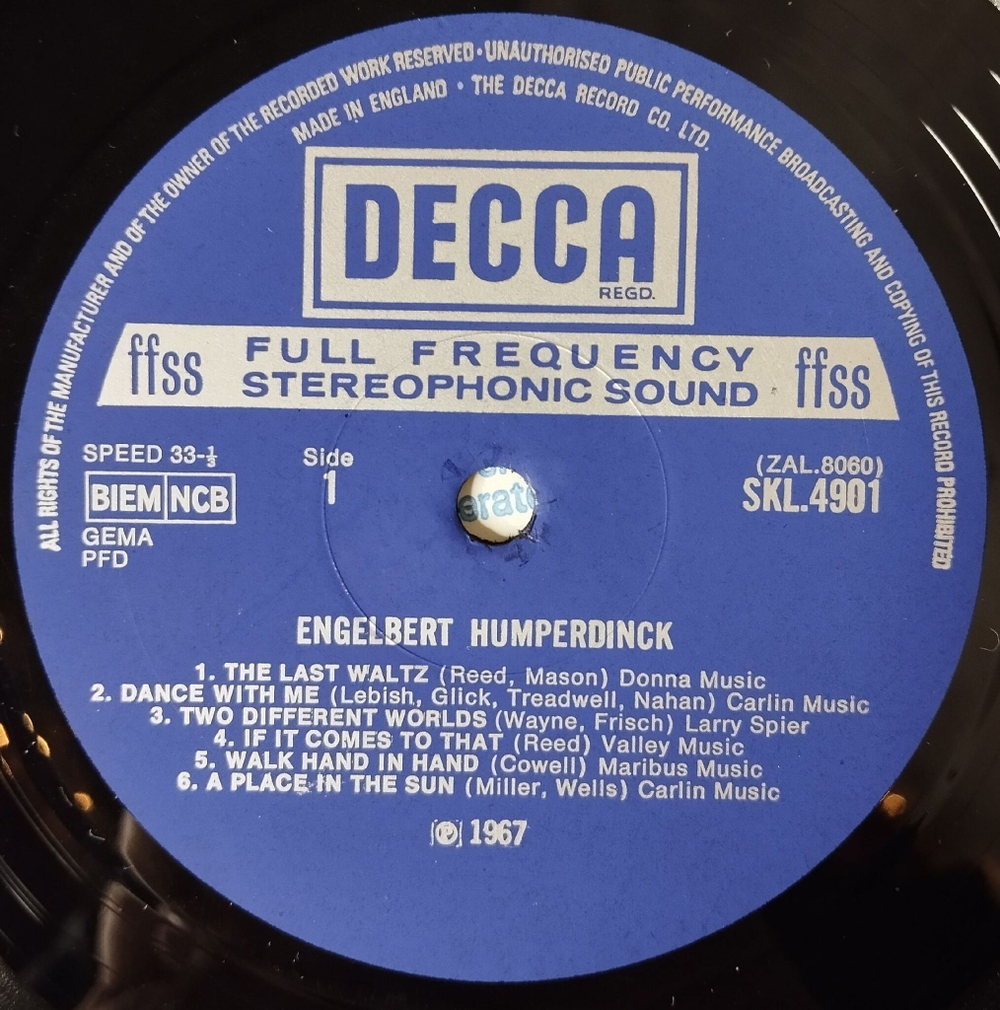 ALL RIGHTS OF THE MANUFACTURER AND OF THE OWNER OF THE RECORDED WORK RESERVED · UNAUTHORISED PUBLIC PERFORMANCE BROADCASTING AND COPYING OF THIS RECORD PROHIBITED
MADE IN ENGLAND · THE DECCA RECORD CO. LTD.
DECCA
REGD.
ffss FULL FREQUENCY ffss
STEREOPHONIC SOUND
SPEED 33-⅓
BIEM NCB
GEMA
PFD
Side
1
(ZAL.8060)
SKL.4901
ENGELBERT HUMPERDINCK
1. THE LAST WALTZ (Reed, Mason) Donna Music
2. DANCE WITH ME (Lebish, Glick, Treadwell, Nahan) Carlin Music
3. TWO DIFFERENT WORLDS (Wayne, Frisch) Larry Spier
4. IF IT COMES TO THAT (Reed) Valley Music
5. WALK HAND IN HAND (Cowell) Maribus Music
6. A PLACE IN THE SUN (Miller, Wells) Carlin Music
℗ 1967